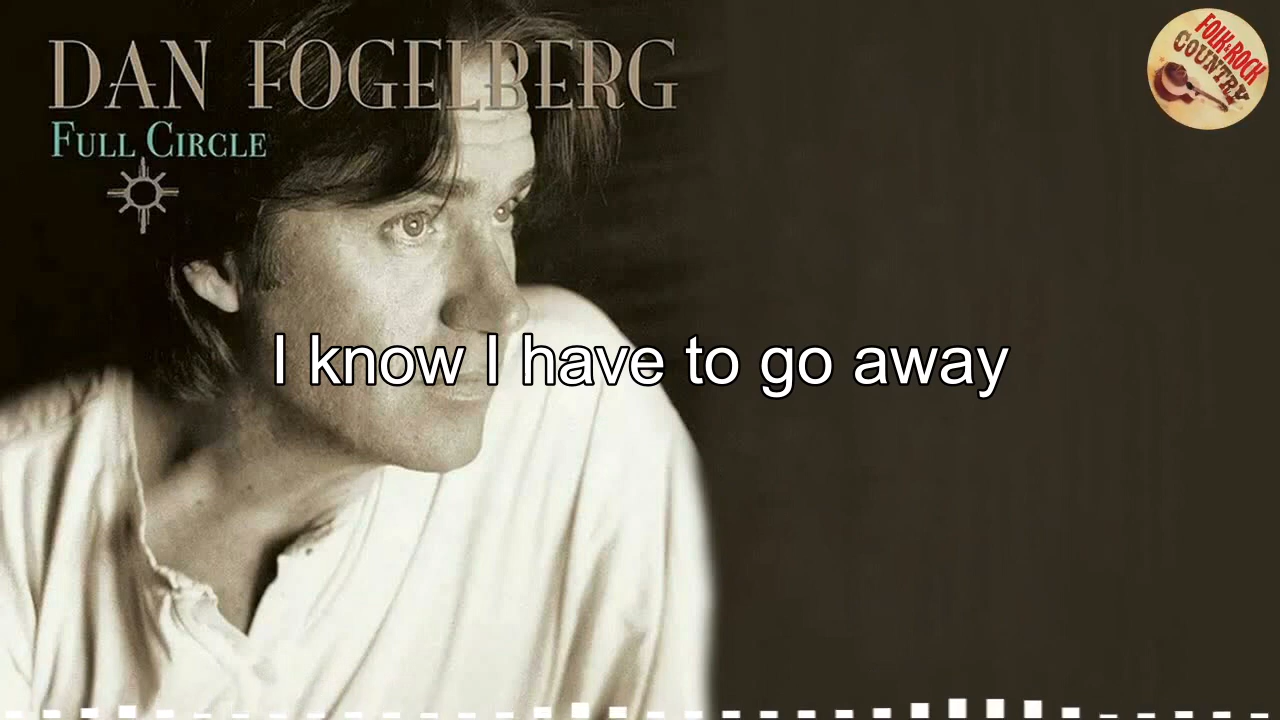 DAN FOGELBERG
FULL CIRCLE
FOLK & ROCK
COUNTRY
I know I have to go away